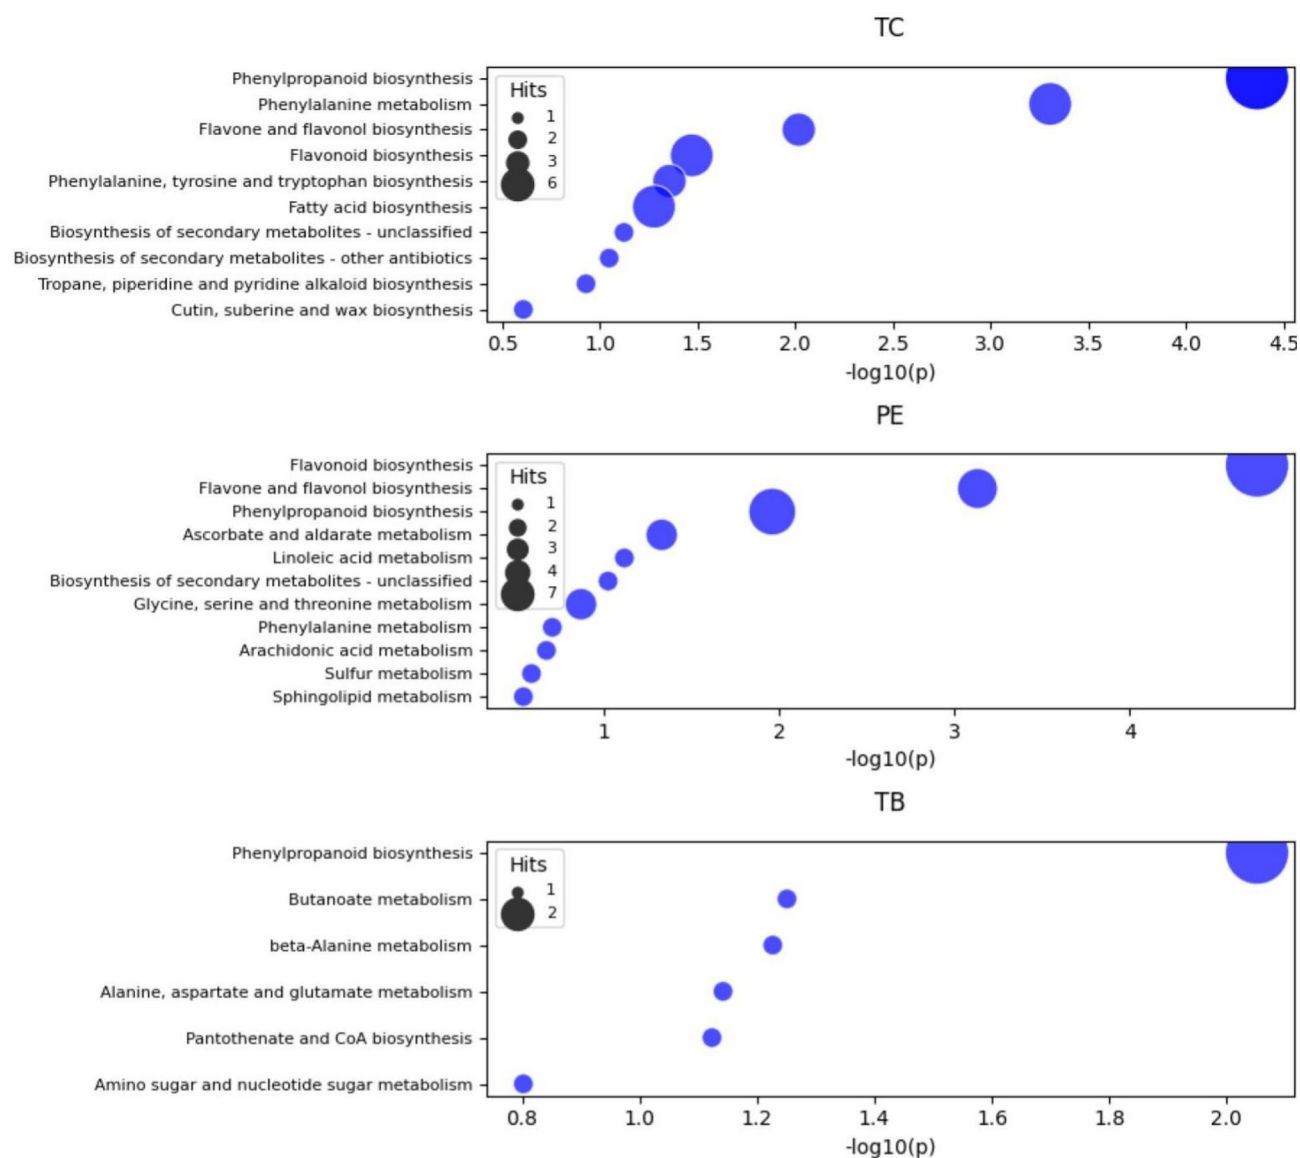 TC
Phenylpropanoid biosynthesis
Phenylalanine metabolism
Flavone and flavonol biosynthesis
Flavonoid biosynthesis
Phenylalanine, tyrosine and tryptophan biosynthesis
Fatty acid biosynthesis
Biosynthesis of secondary metabolites - unclassified
Biosynthesis of secondary metabolites - other antibiotics
Tropane, piperidine and pyridine alkaloid biosynthesis
Cutin, suberine and wax biosynthesis
Hits
1
2
3
6
0.5 1.0 1.5 2.0 2.5 3.0 3.5 4.0 4.5
-log10(p)
PE
Flavonoid biosynthesis
Flavone and flavonol biosynthesis
Phenylpropanoid biosynthesis
Ascorbate and aldarate metabolism
Linoleic acid metabolism
Biosynthesis of secondary metabolites - unclassified
Glycine, serine and threonine metabolism
Phenylalanine metabolism
Arachidonic acid metabolism
Sulfur metabolism
Sphingolipid metabolism
Hits
1
2
3
4
7
1 2 3 4
-log10(p)
TB
Phenylpropanoid biosynthesis
Butanoate metabolism
beta-Alanine metabolism
Alanine, aspartate and glutamate metabolism
Pantothenate and CoA biosynthesis
Amino sugar and nucleotide sugar metabolism
Hits
1
2
0.8 1.0 1.2 1.4 1.6 1.8 2.0
-log10(p)